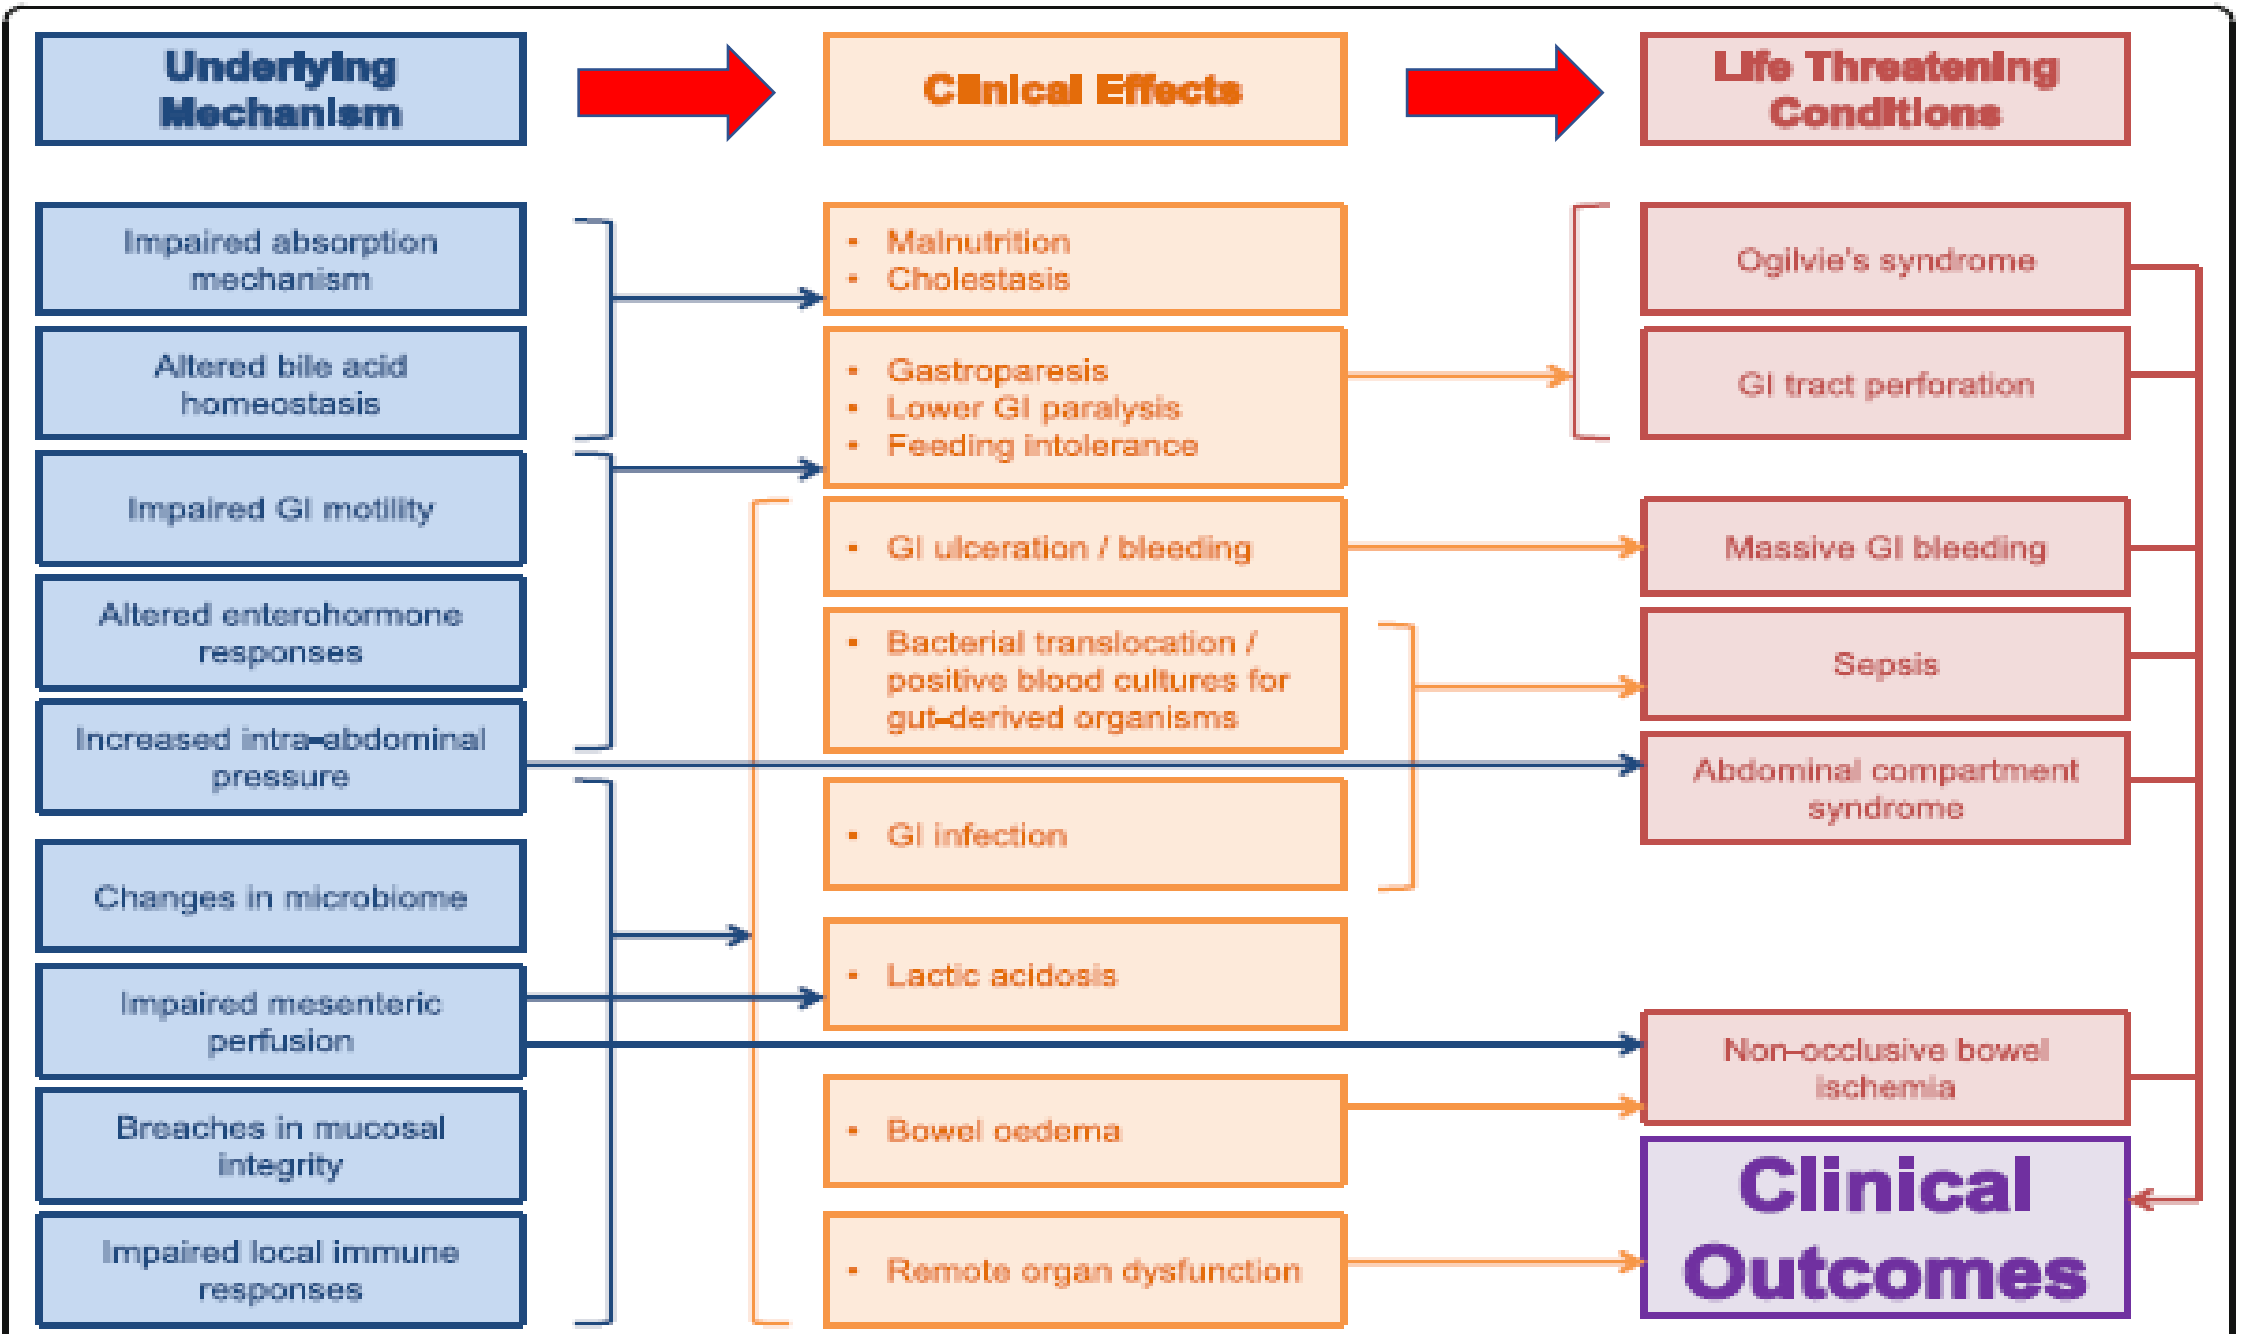 Underlying
Mechanism
Clinical Effects
Life Threatening
Conditions
Impaired absorption
mechanism
Altered bile acid
homeostasis
Impaired GI motility
Altered enterohormone
responses
Increased intra-abdominal
pressure
Changes in microbiome
Impaired mesenteric
perfusion
Breaches in mucosal
integrity
Impaired local immune
responses
• Malnutrition
• Cholestasis
• Gastroparesis
• Lower GI paralysis
• Feeding intolerance
• GI ulceration / bleeding
• Bacterial translocation /
positive blood cultures for
gut-derived organisms
• GI infection
• Lactic acidosis
• Bowel oedema
• Remote organ dysfunction
Ogilvie's syndrome
GI tract perforation
Massive GI bleeding
Sepsis
Abdominal compartment
syndrome
Non-occlusive bowel
ischemia
Clinical
Outcomes